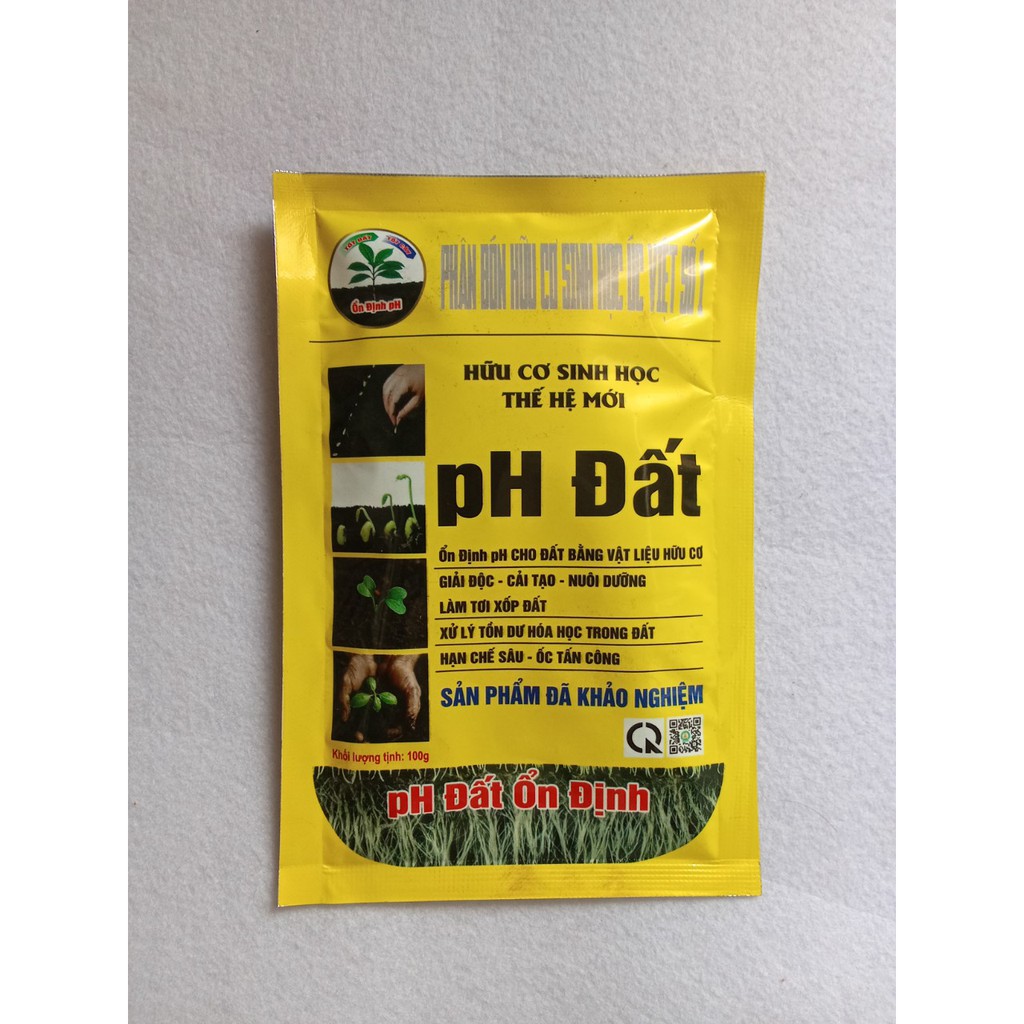 PHÂN BÓN HỮU CƠ SINH HỌC ÚC VIỆT SỐ 1
Ổn Định pH
HỮU CƠ SINH HỌC
THẾ HỆ MỚI
pH Đất
Ổn Định pH CHO ĐẤT BẰNG VẬT LIỆU HỮU CƠ
GIẢI ĐỘC - CẢI TẠO - NUÔI DƯỠNG
LÀM TƠI XỐP ĐẤT
XỬ LÝ TỒN DƯ HÓA HỌC TRONG ĐẤT
HẠN CHẾ SÂU - ỐC TẤN CÔNG
SẢN PHẨM ĐÃ KHẢO NGHIỆM
Khối lượng tịnh: 100g
pH Đất Ổn Định